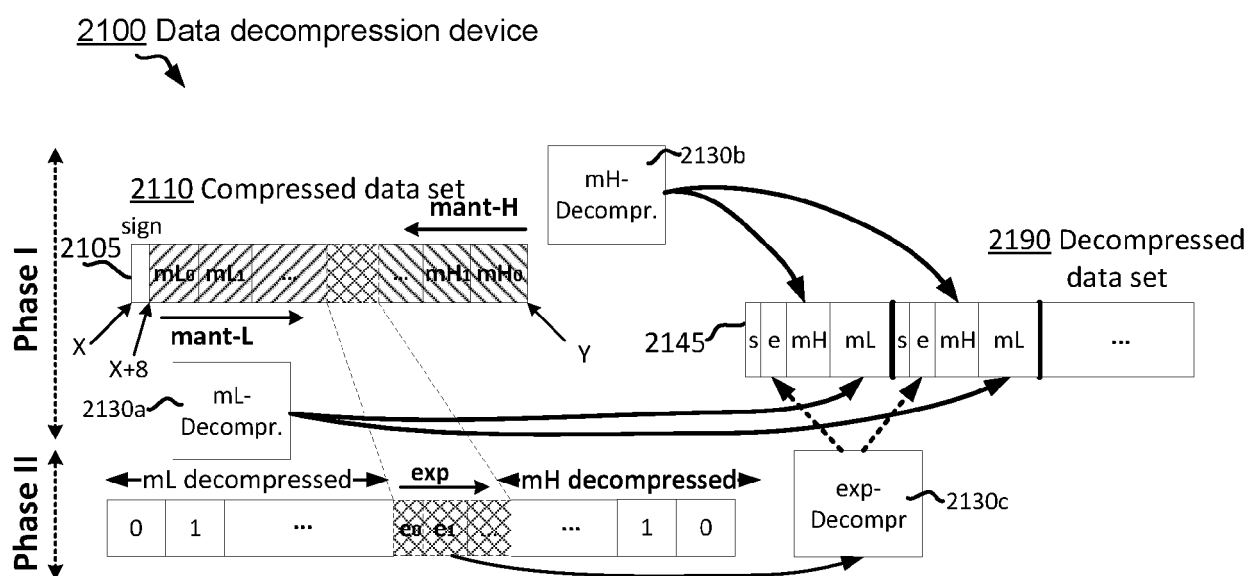 2100 Data decompression device
Phase I
2110 Compressed data set
sign
mant-H
2105
mL0 mL1 ... ... mH1 mH0
mant-L
X
X+8
Y
mH-
Decompr.
2130b
2190 Decompressed
data set
2145
s e mH mL s e mH mL ...
2130a
mL-
Decompr.
Phase II
mL decompressed
exp
mH decompressed
0 1 ... e0 e1 ... ... 1 0
exp-
Decompr
2130c